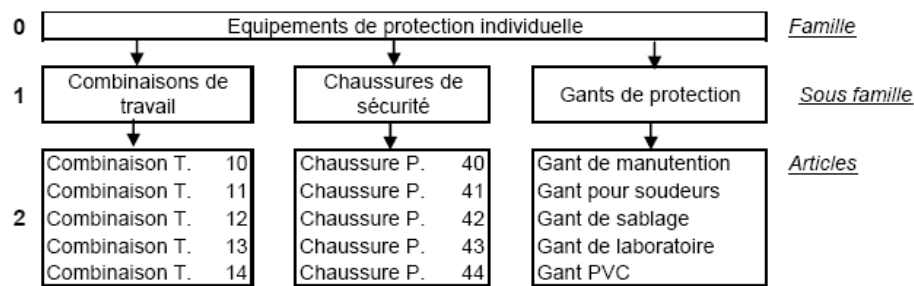 0 Equipements de protection individuelle Famille
1 Combinaisons de travail Chaussures de sécurité Gants de protection Sous famille
Combinaison T. 10 Chaussure P. 40 Gant de manutention Articles
Combinaison T. 11 Chaussure P. 41 Gant pour soudeurs
2 Combinaison T. 12 Chaussure P. 42 Gant de sablage
Combinaison T. 13 Chaussure P. 43 Gant de laboratoire
Combinaison T. 14 Chaussure P. 44 Gant PVC